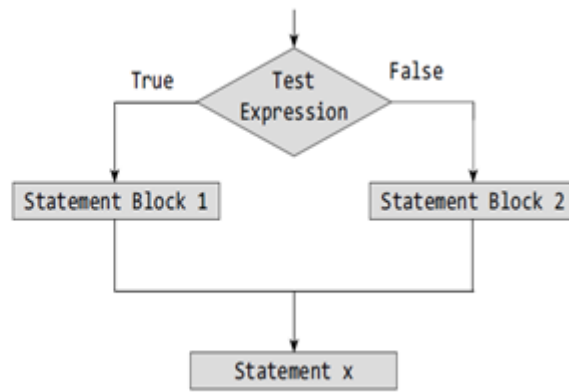 True
False
Test
Expression
Statement Block 1
Statement Block 2
Statement x